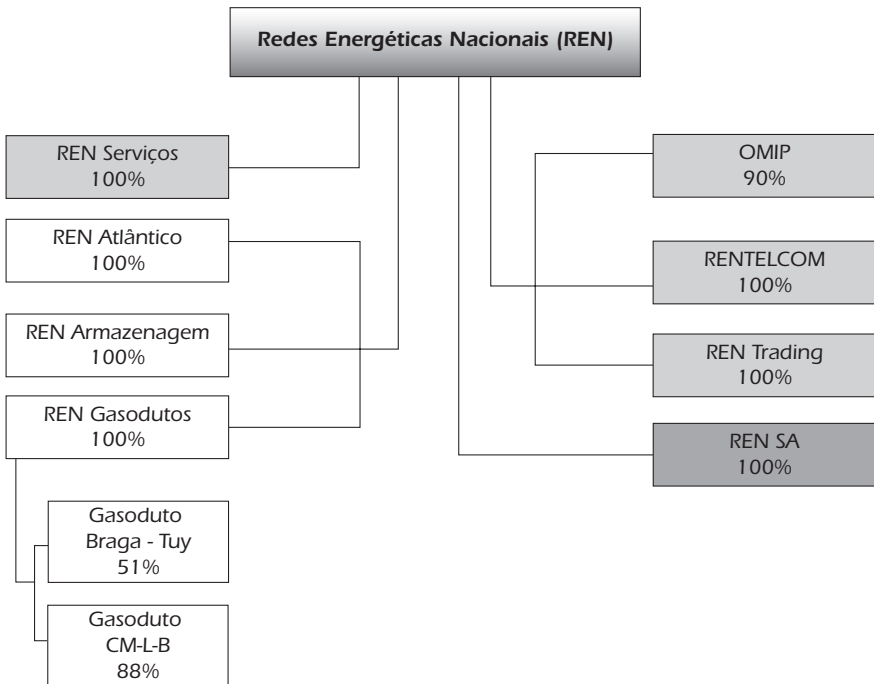 Redes Energéticas Nacionais (REN)
REN Serviços
100%
REN Atlântico
100%
REN Armazenagem
100%
REN Gasodutos
100%
Gasoduto
Braga - Tuy
51%
Gasoduto
CM-L-B
88%
OMIP
90%
RENTELCOM
100%
REN Trading
100%
REN SA
100%